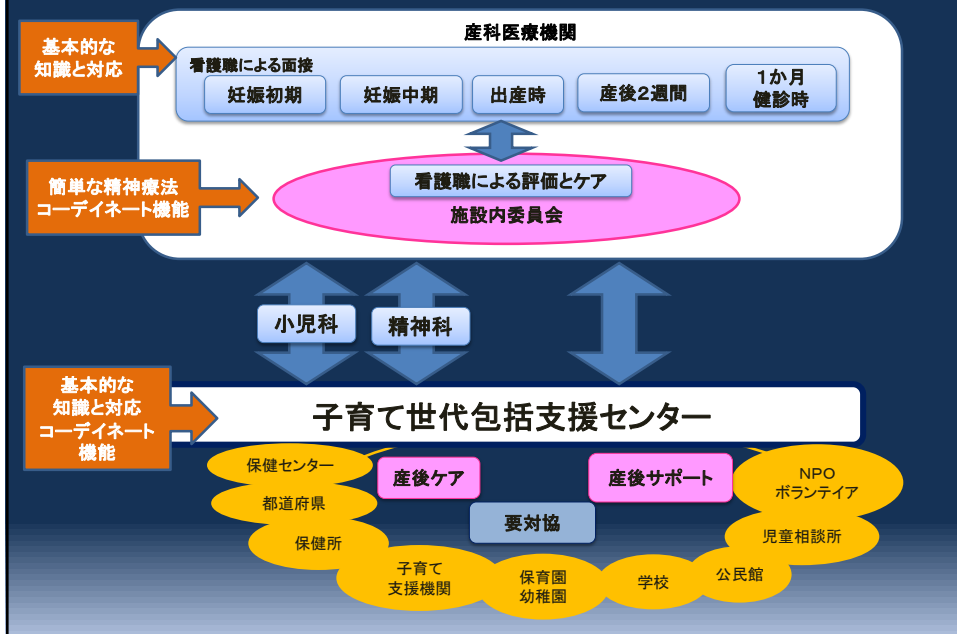 産科医療機関
基本的な
知識と対応
看護職による面接
妊娠初期
妊娠中期
出産時
産後2週間
1か月
健診時
簡単な精神療法
コーデイネート機能
看護職による評価とケア
施設内委員会
小児科
精神科
基本的な
知識と対応
コーデイネート
機能
子育て世代包括支援センター
保健センター
産後ケア
産後サポート
NPO
ボランテイア
都道府県
要対協
保健所
児童相談所
子育て
支援機関
保育園
幼稚園
学校
公民館